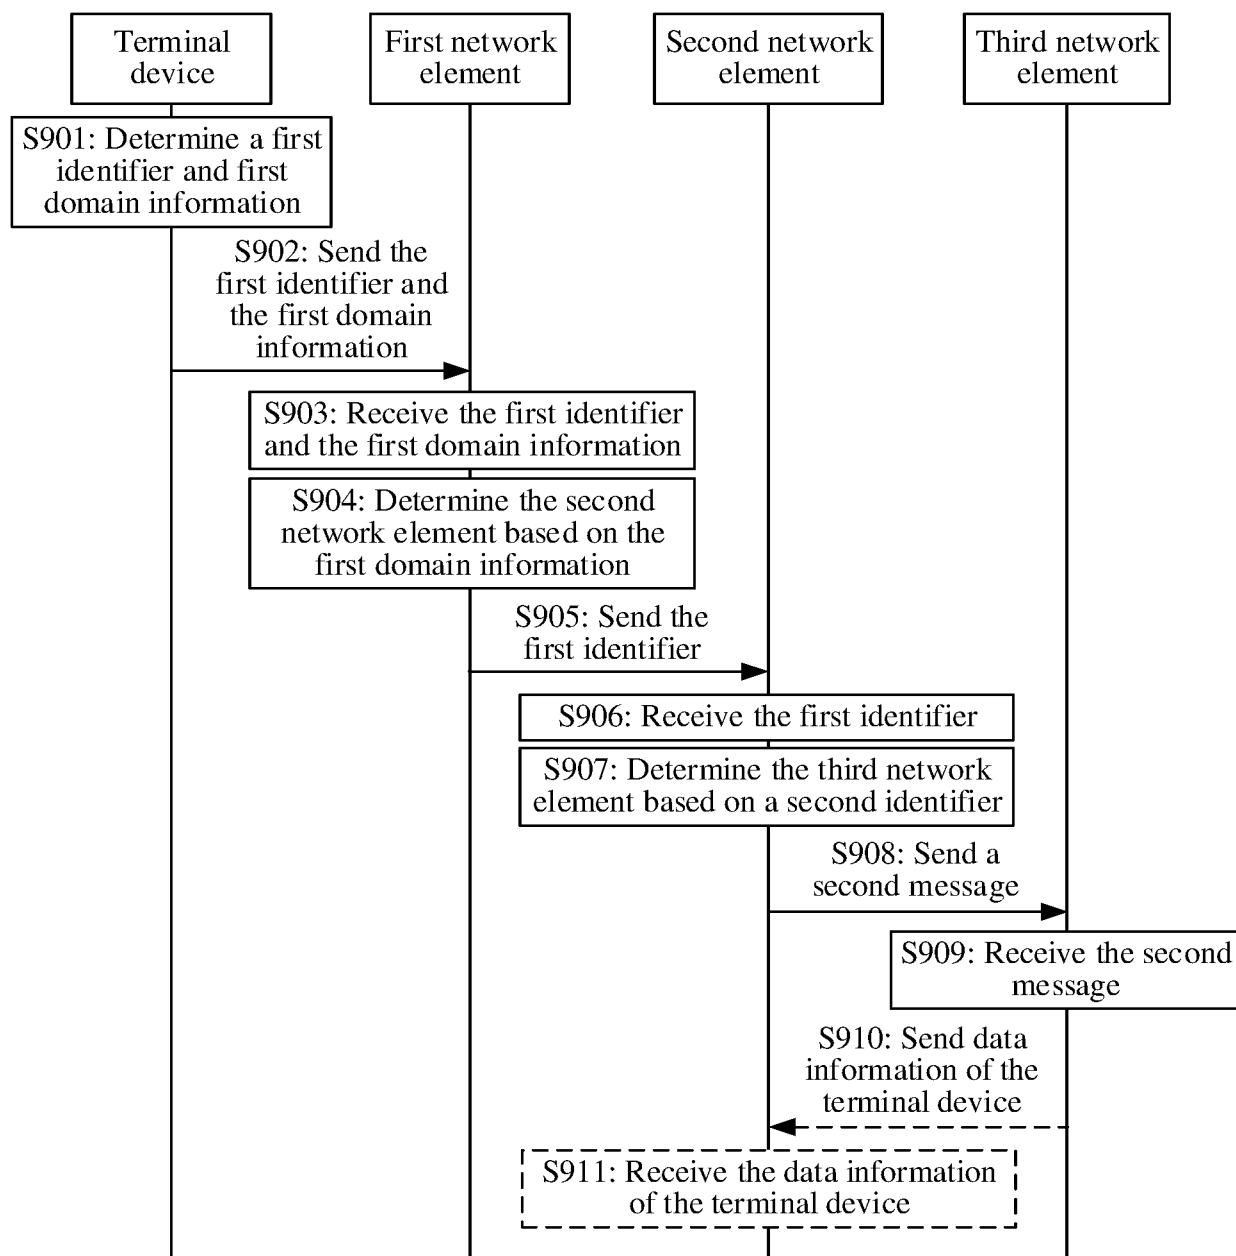 Terminal
device
First network
element
Second network
element
Third network
element
S901: Determine a first
identifier and first
domain information
S902: Send the
first identifier and
the first domain
information
S903: Receive the first identifier
and the first domain information
S904: Determine the second
network element based on the
first domain information
S905: Send the
first identifier
S906: Receive the first identifier
S907: Determine the third network
element based on a second identifier
S908: Send a
second message
S909: Receive the second
message
S910: Send data
information of the
terminal device
S911: Receive the data information
of the terminal device